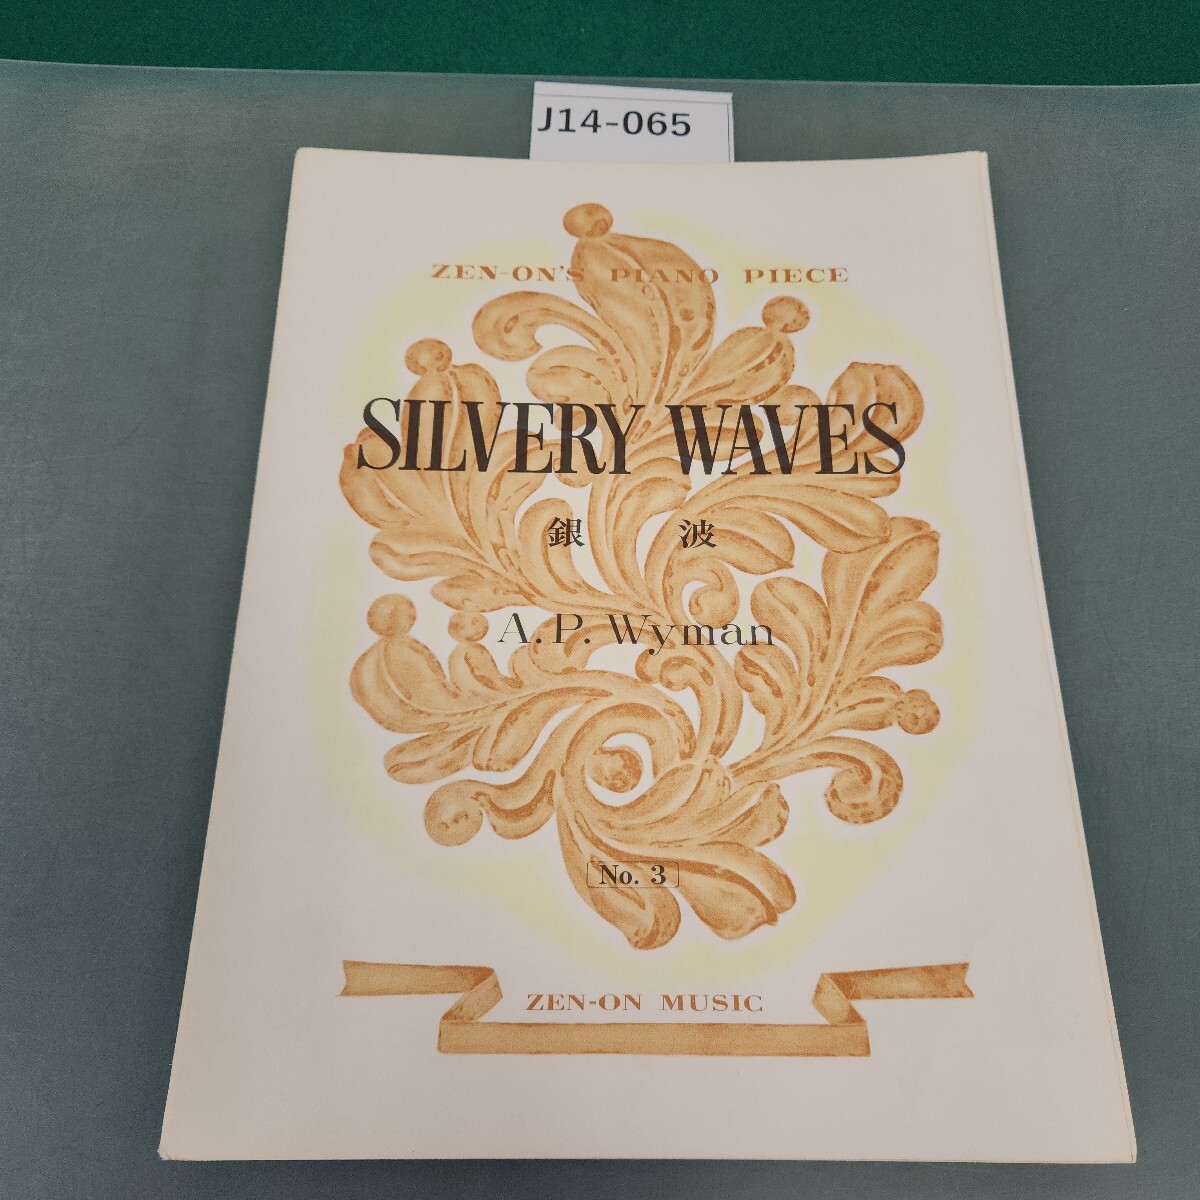 J14-065
ZEN-ON'S PIANO PIECE
SILVERY WAVES
銀 波
A. P. Wyman
No. 3
ZEN-ON MUSIC